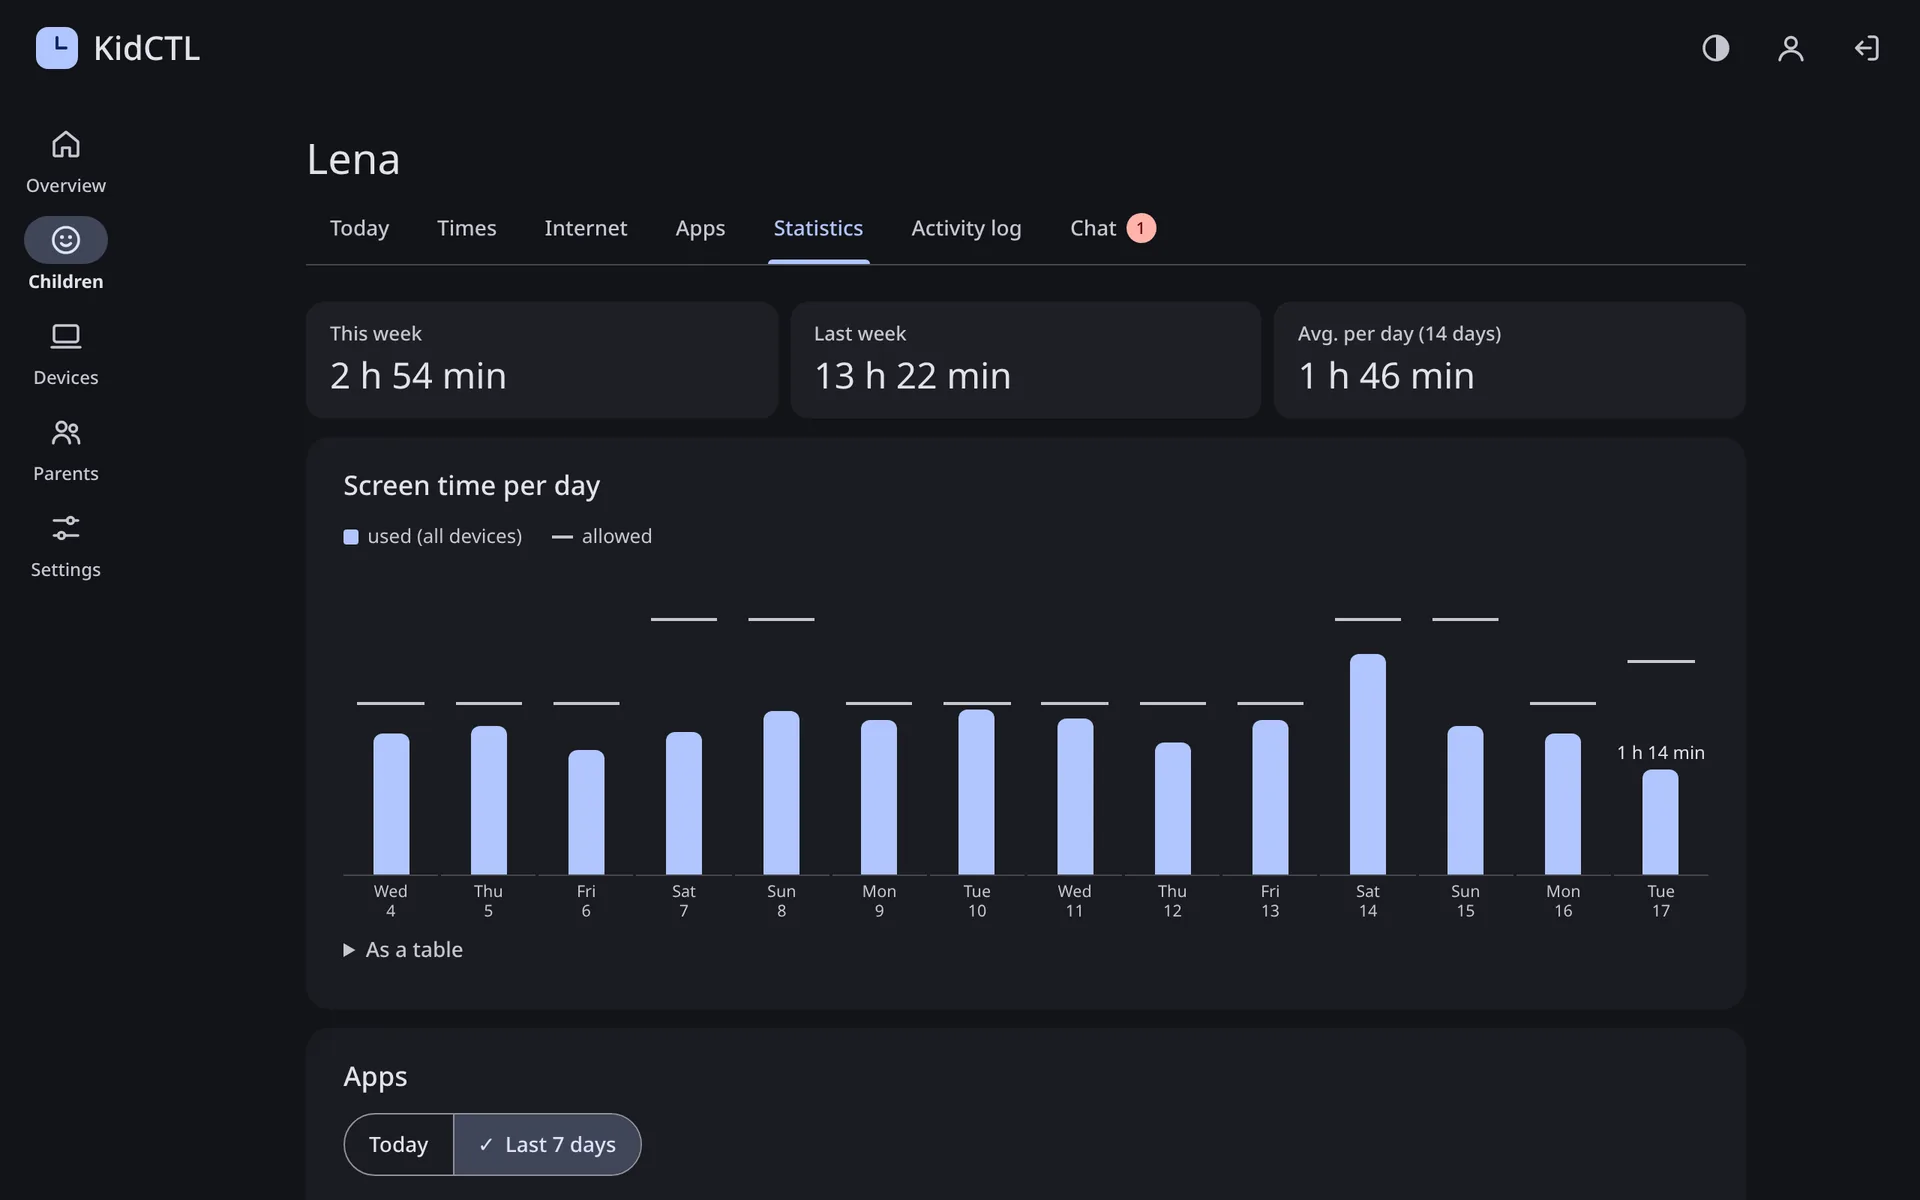 KidCTL
Overview
Children
Devices
Parents
Settings
Lena
Today Times Internet Apps Statistics Activity log Chat 1
This week
2 h 54 min
Last week
13 h 22 min
Avg. per day (14 days)
1 h 46 min
Screen time per day
used (all devices) allowed
1 h 14 min
Wed Thu Fri Sat Sun Mon Tue Wed Thu Fri Sat Sun Mon Tue
4 5 6 7 8 9 10 11 12 13 14 15 16 17
As a table
Apps
Today ✓ Last 7 days